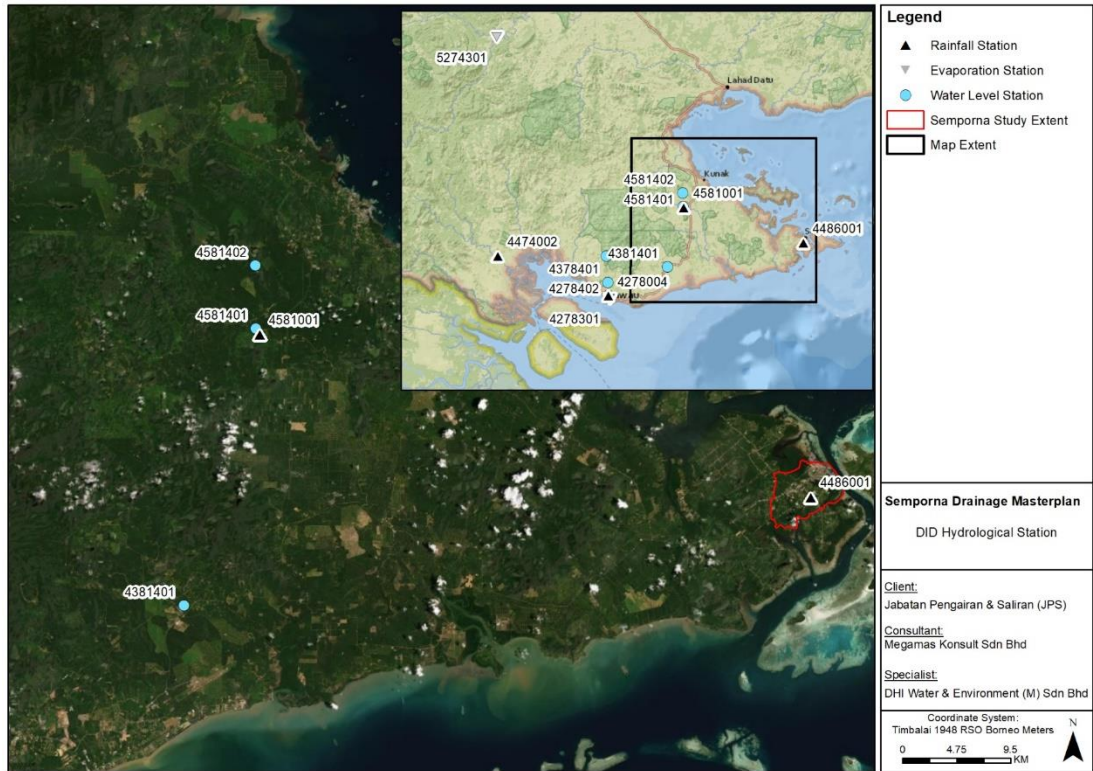 5274301
Lahad Datu
Kunak
4581402
4581001
4581401
4486001
4474002
4381401
4378401
4278004
4278402
4278301
4581402
4581401
4581001
4486001
4381401
Legend
Rainfall Station
Evaporation Station
Water Level Station
Semporna Study Extent
Map Extent
Semporna Drainage Masterplan
DID Hydrological Station
Client:
Jabatan Pengairan & Saliran (JPS)
Consultant:
Megamas Konsult Sdn Bhd
Specialist:
DHI Water & Environment (M) Sdn Bhd
Coordinate System:
Timbalai 1948 RSO Borneo Meters
N
0 4.75 9.5
KM